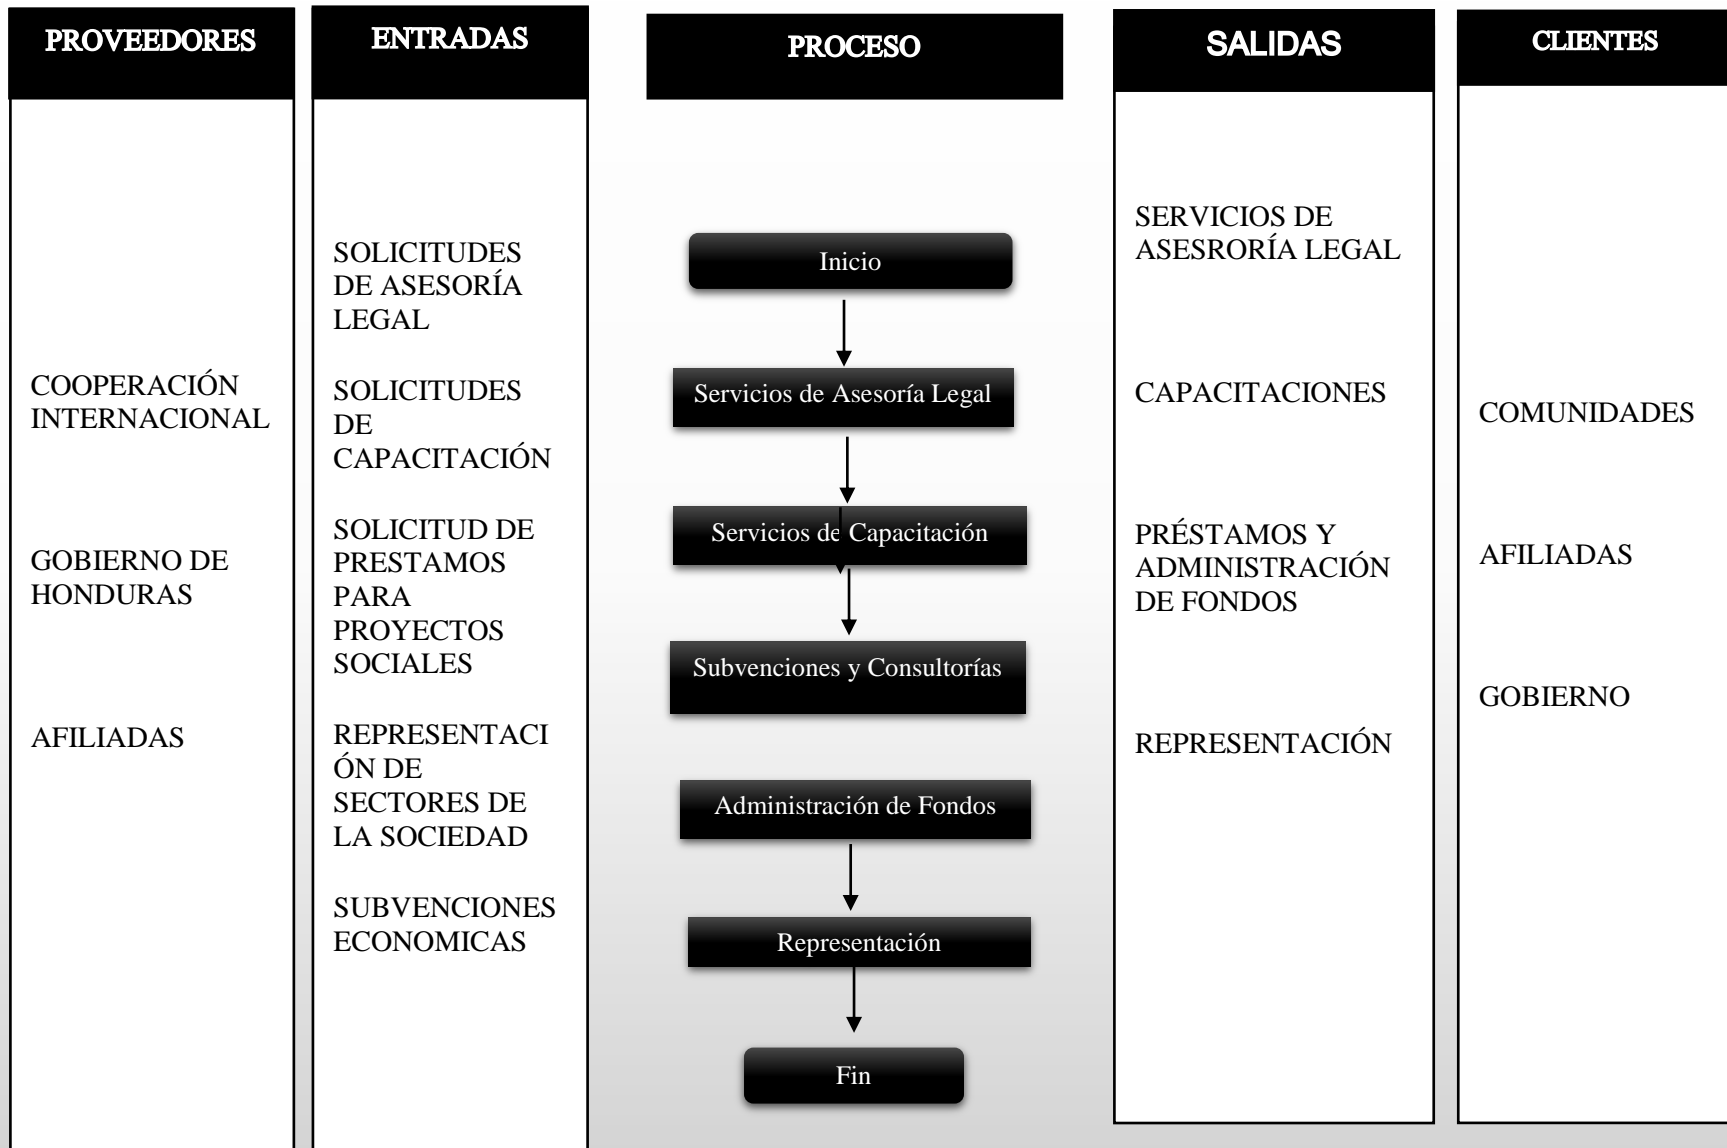 PROVEEDORES
COOPERACIÓN
INTERNACIONAL
GOBIERNO DE
HONDURAS
AFILIADAS
ENTRADAS
SOLICITUDES
DE ASESORÍA
LEGAL
SOLICITUDES
DE
CAPACITACIÓN
SOLICITUD DE
PRESTAMOS
PARA
PROYECTOS
SOCIALES
REPRESENTACI
ÓN DE
SECTORES DE
LA SOCIEDAD
SUBVENCIONES
ECONOMICAS
PROCESO
Inicio
Servicios de Asesoría Legal
Servicios de Capacitación
Subvenciones y Consultorías
Administración de Fondos
Representación
Fin
SALIDAS
SERVICIOS DE
ASESRORÍA LEGAL
CAPACITACIONES
PRÉSTAMOS Y
ADMINISTRACIÓN
DE FONDOS
REPRESENTACIÓN
CLIENTES
COMUNIDADES
AFILIADAS
GOBIERNO